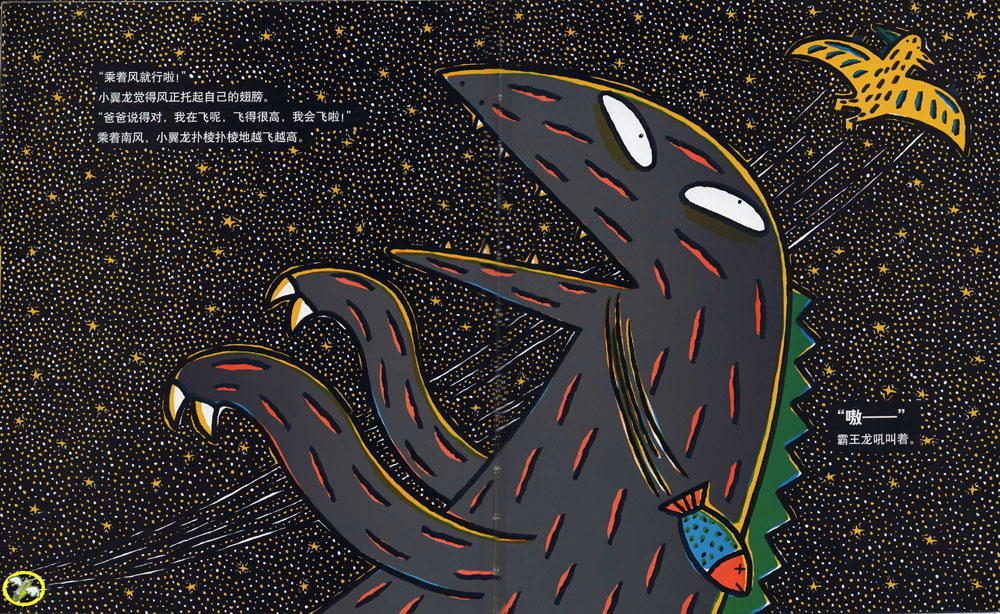 “乘着风就行啦！”
小翼龙觉得风正托起自己的翅膀。
“爸爸说得对，我在飞呢，飞得很高，我会飞啦！”
乘着南风，小翼龙扑棱扑棱地越飞越高。
“嗷——”
霸王龙吼叫着。